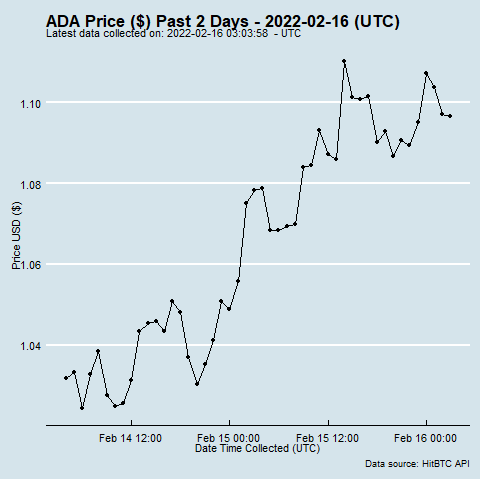 ADA Price ($) Past 2 Days - 2022-02-16 (UTC)
Latest data collected on: 2022-02-16 03:03:58  - UTC
1.10
1.08
1.06
1.04
Price USD ($)
Feb 14 12:00
Feb 15 00:00
Feb 15 12:00
Feb 16 00:00
Date Time Collected (UTC)
Data source: HitBTC API